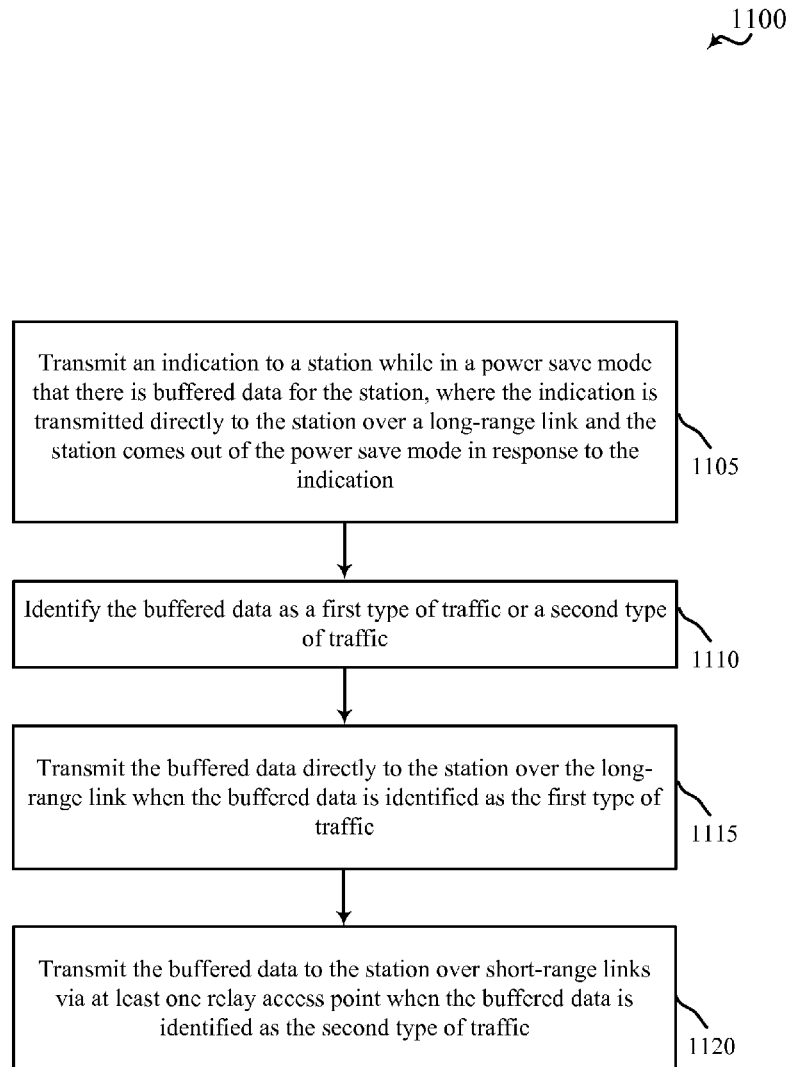 1100
Transmit an indication to a station while in a power save mode
that there is buffered data for the station, where the indication is
transmitted directly to the station over a long-range link and the
station comes out of the power save mode in response to the
indication
1105
Identify the buffered data as a first type of traffic or a second type
of traffic
1110
Transmit the buffered data directly to the station over the long-
range link when the buffered data is identified as the first type of
traffic
1115
Transmit the buffered data to the station over short-range links
via at least one relay access point when the buffered data is
identified as the second type of traffic
1120